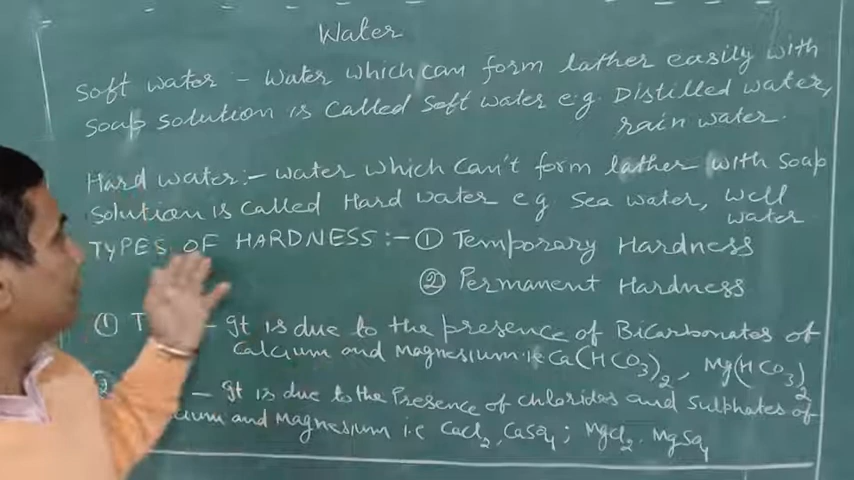 Water
Soft water - water which can form lather easily with
Soap solution is called Soft water e.g. Distilled water,
rain water.
Hard water:- water which can't form lather with soap
solution is called Hard water e.g Sea water, well
water
TYPES OF HARDNESS:- ① Temporary Hardness
② Permanent Hardness
① T - It is due to the presence of Bicarbonates of
calcium and magnesium i.e Ca(HCO3)2, Mg(HCO3)2
- It is due to the Presence of chlorides and sulphates of
and Magnesium i.e CaCl2, CaSO4; MgCl2. MgSO4